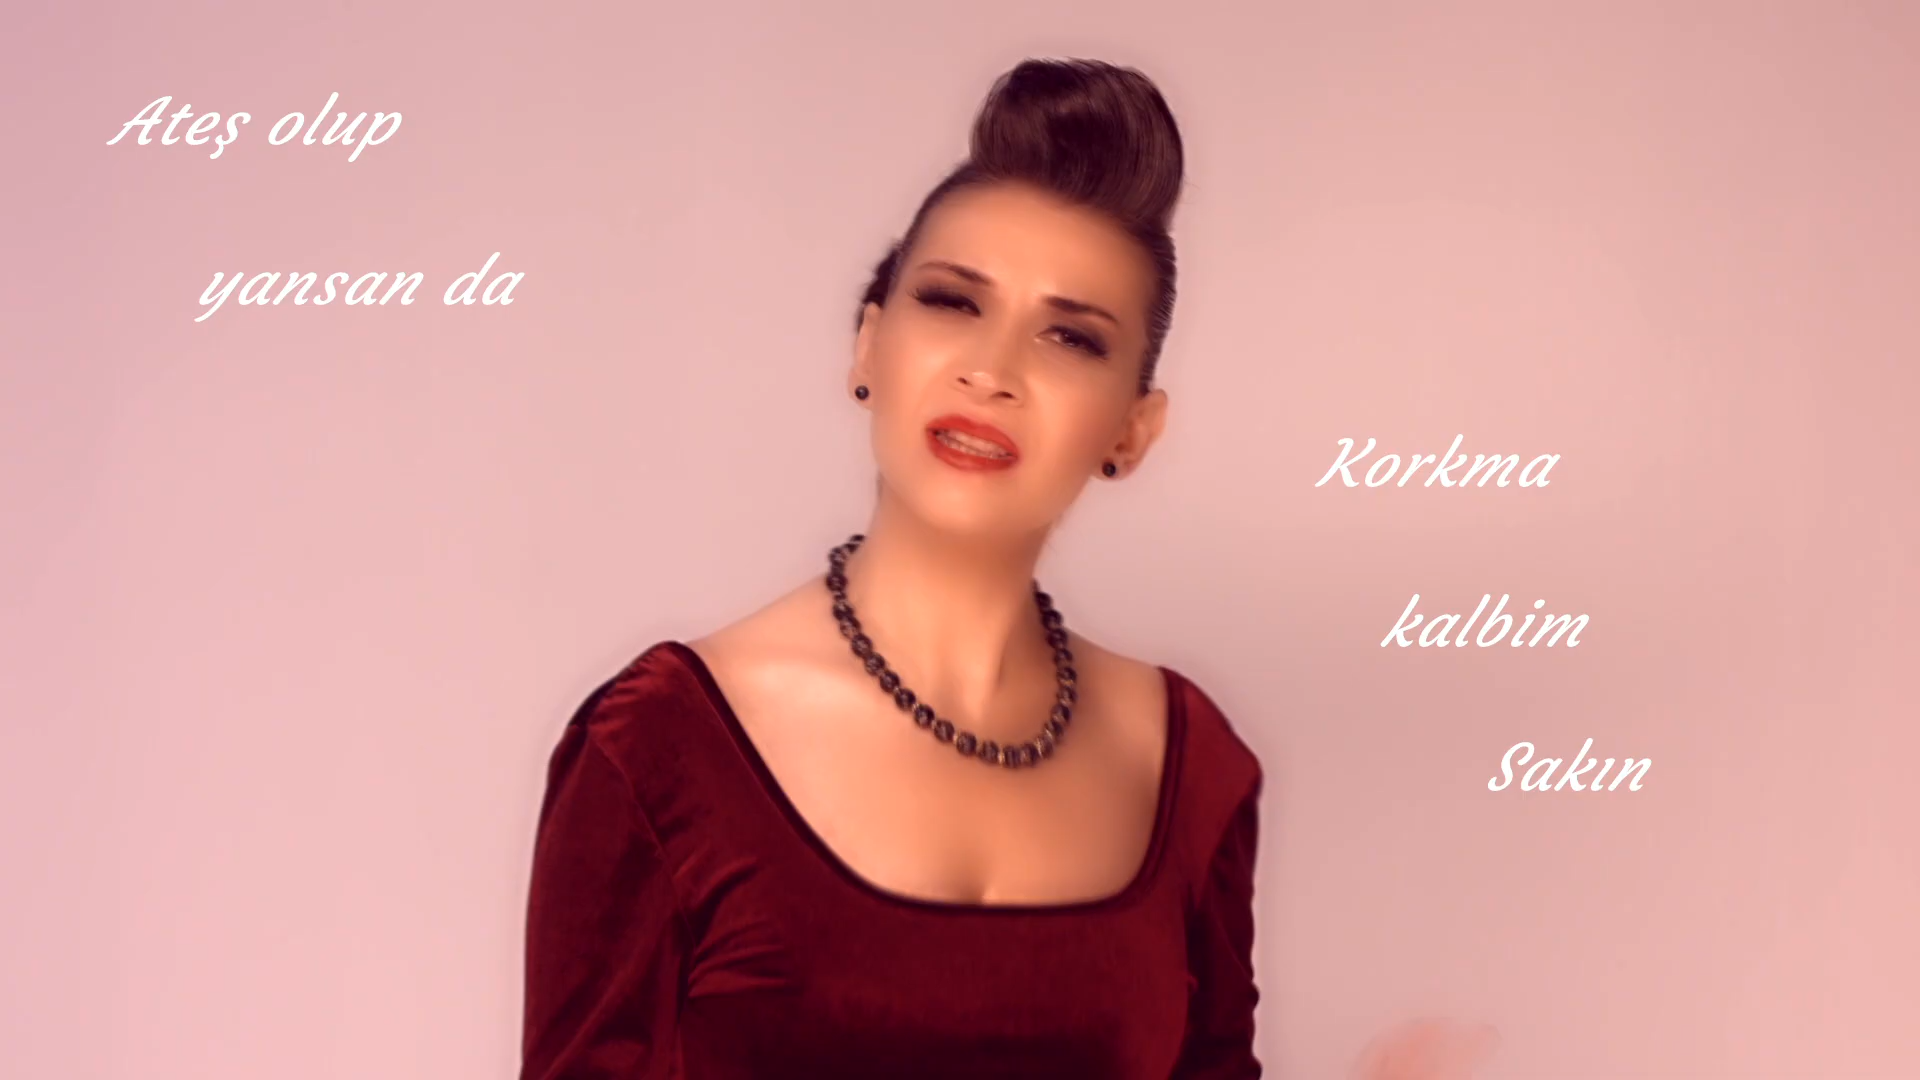 Ateş olup
yansan da
Korkma
kalbim
Sakın